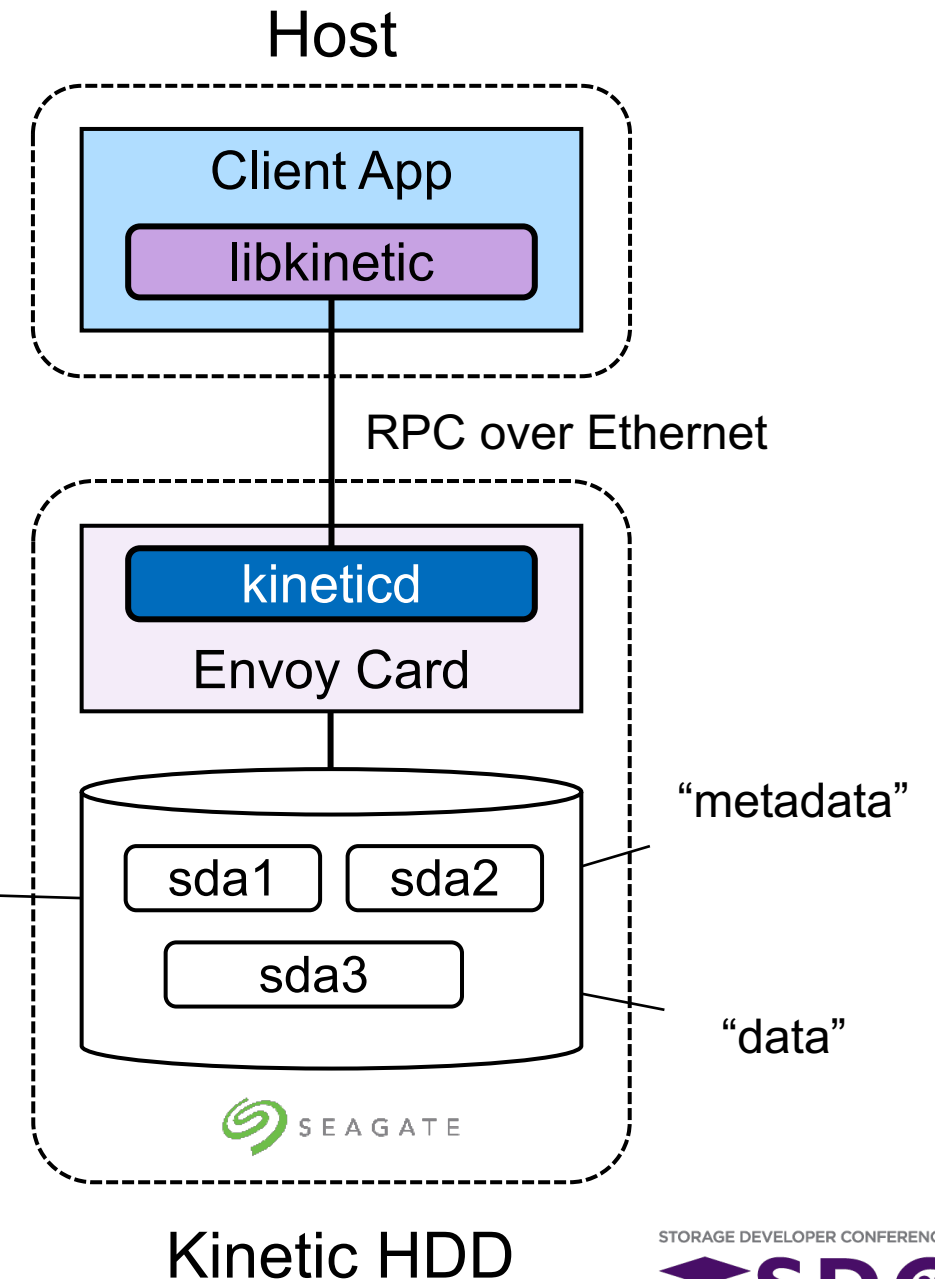 Host
Client App
libkinetic
RPC over Ethernet
kineticd
Envoy Card
“metadata”
sda1 sda2
sda3
“data”
SEAGATE
Kinetic HDD
STORAGE DEVELOPER